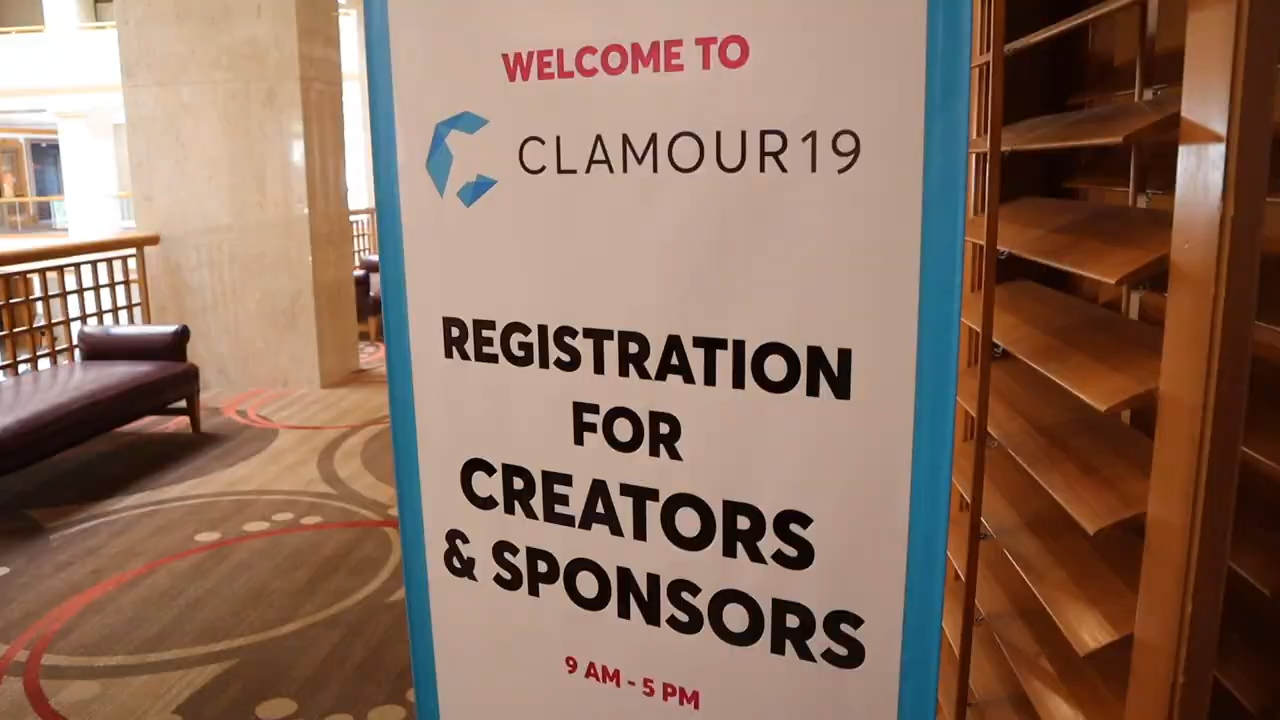 WELCOME TO
CLAMOUR19
REGISTRATION
FOR
CREATORS
& SPONSORS
9 AM - 5 PM